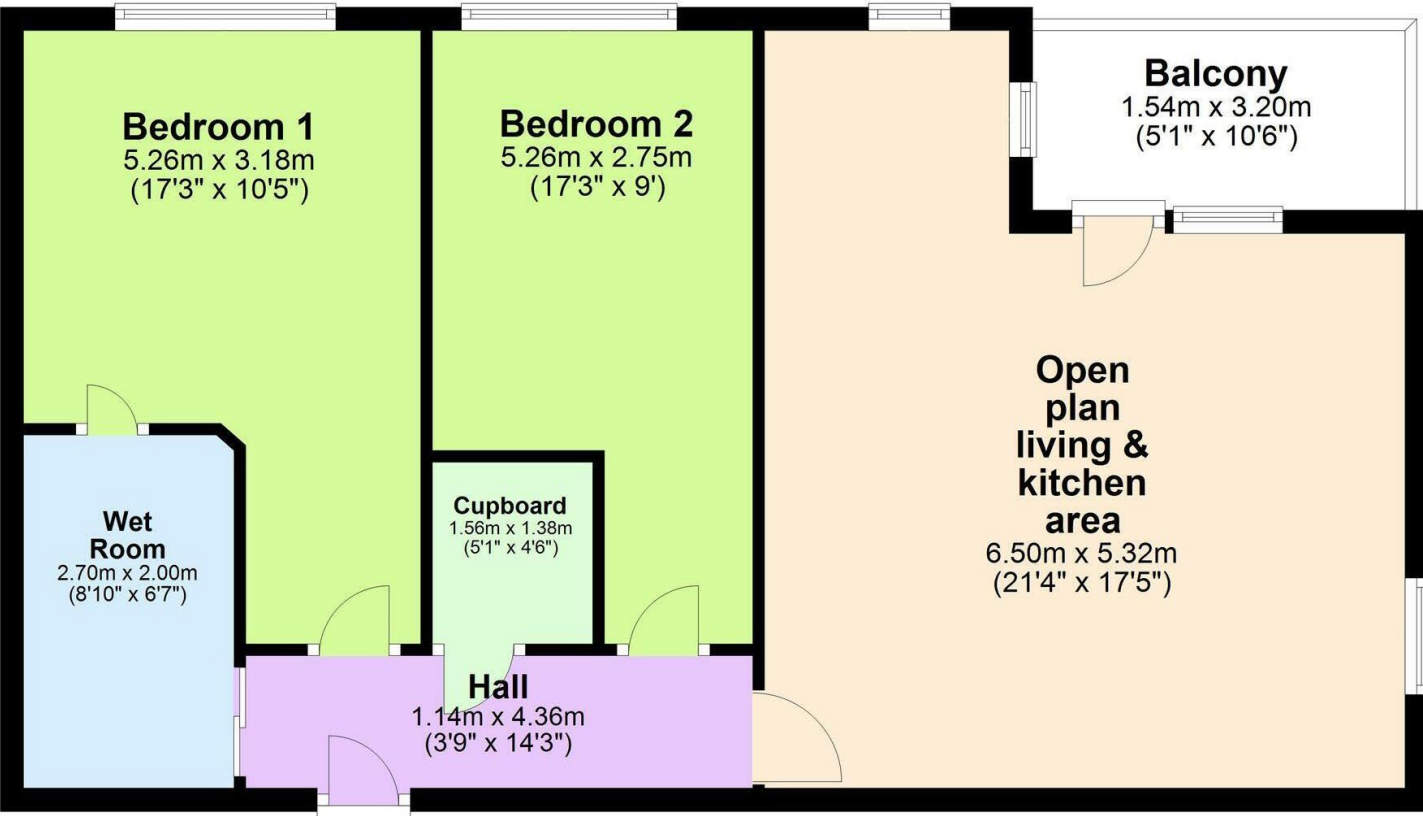 Bedroom 1
5.26m x 3.18m
(17'3" x 10'5")
Bedroom 2
5.26m x 2.75m
(17'3" x 9')
Balcony
1.54m x 3.20m
(5'1" x 10'6")
Open
plan
living &
kitchen
area
6.50m x 5.32m
(21'4" x 17'5")
Wet
Room
2.70m x 2.00m
(8'10" x 6'7")
Cupboard
1.56m x 1.38m
(5'1" x 4'6")
Hall
1.14m x 4.36m
(3'9" x 14'3")